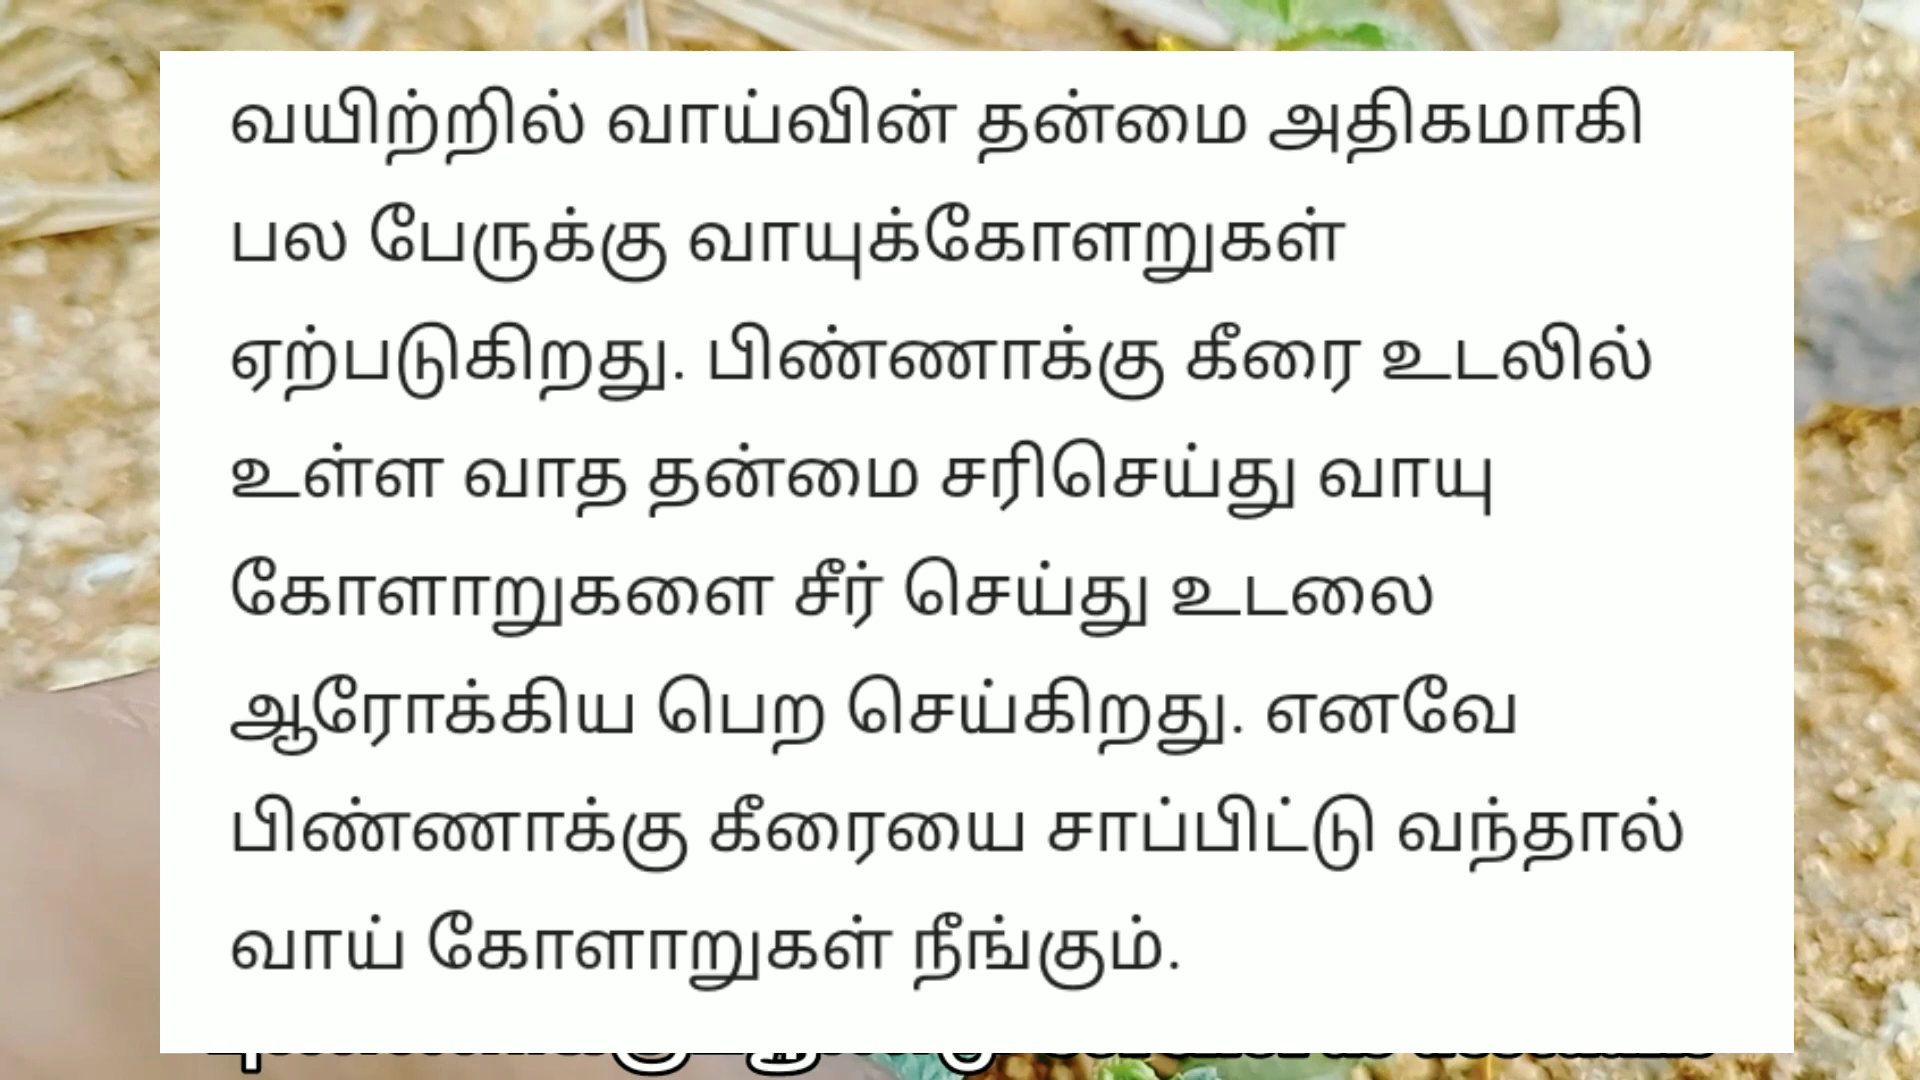 வயிற்றில் வாய்வின் தன்மை அதிகமாகி
பல பேருக்கு வாயுக்கோளறுகள்
ஏற்படுகிறது. பிண்ணாக்கு கீரை உடலில்
உள்ள வாத தன்மை சரிசெய்து வாயு
கோளாறுகளை சீர் செய்து உடலை
ஆரோக்கிய பெற செய்கிறது. எனவே
பிண்ணாக்கு கீரையை சாப்பிட்டு வந்தால்
வாய் கோளாறுகள் நீங்கும்.